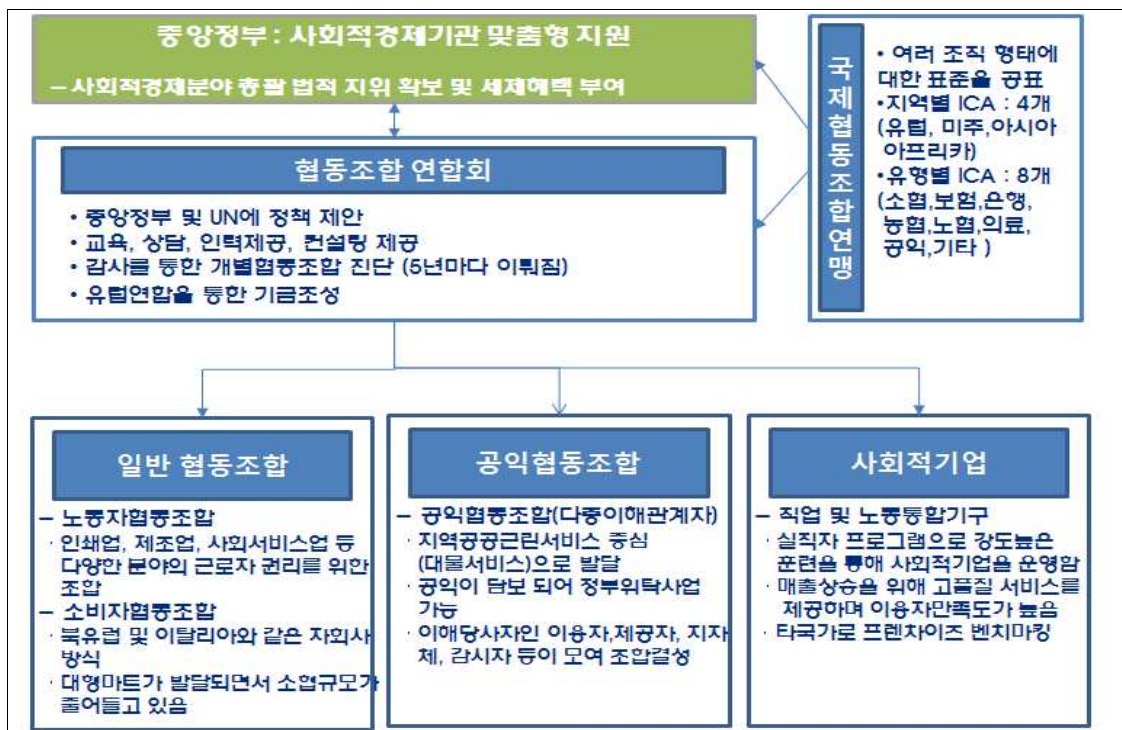 중앙정부 : 사회적경제기관 맞춤형 지원
– 사회적경제분야 총괄 법적 지위 확보 및 세제혜택 부여
협동조합 연합회
• 중앙정부 및 UN에 정책 제안
• 교육, 상담, 인력제공, 컨설팅 제공
• 감사를 통한 개별협동조합 진단 (5년마다 이뤄짐)
• 유럽연합을 통한 기금조성
국제협동조합연맹
• 여러 조직 형태에
대한 표준을 공표
•지역별 ICA : 4개
(유럽, 미주,아시아
아프리카)
•유형별 ICA : 8개
(소협,보험,은행,
농협,노협,의료,
공익,기타 )
일반 협동조합
– 노동자협동조합
· 인쇄업, 제조업, 사회서비스업 등
다양한 분야의 근로자 권리를 위한
조합
– 소비자협동조합
· 북유럽 및 이탈리아와 같은 자회사
방식
· 대형마트가 발달되면서 소협규모가
줄어들고 있음
공익협동조합
– 공익협동조합(다중이해관계자)
· 지역공공근린서비스 중심
(대물서비스)으로 발달
· 공익이 담보 되어 정부위탁사업
가능
· 이해당사자인 이용자,제공자, 지자
체, 감시자 등이 모여 조합결성
사회적기업
– 직업 및 노동통합기구
· 실직자 프로그램으로 강도높은
훈련을 통해 사회적기업을 운영함
· 매출상승을 위해 고품질 서비스를
제공하며 이용자만족도가 높음
· 타국가로 프렌차이즈 벤치마킹